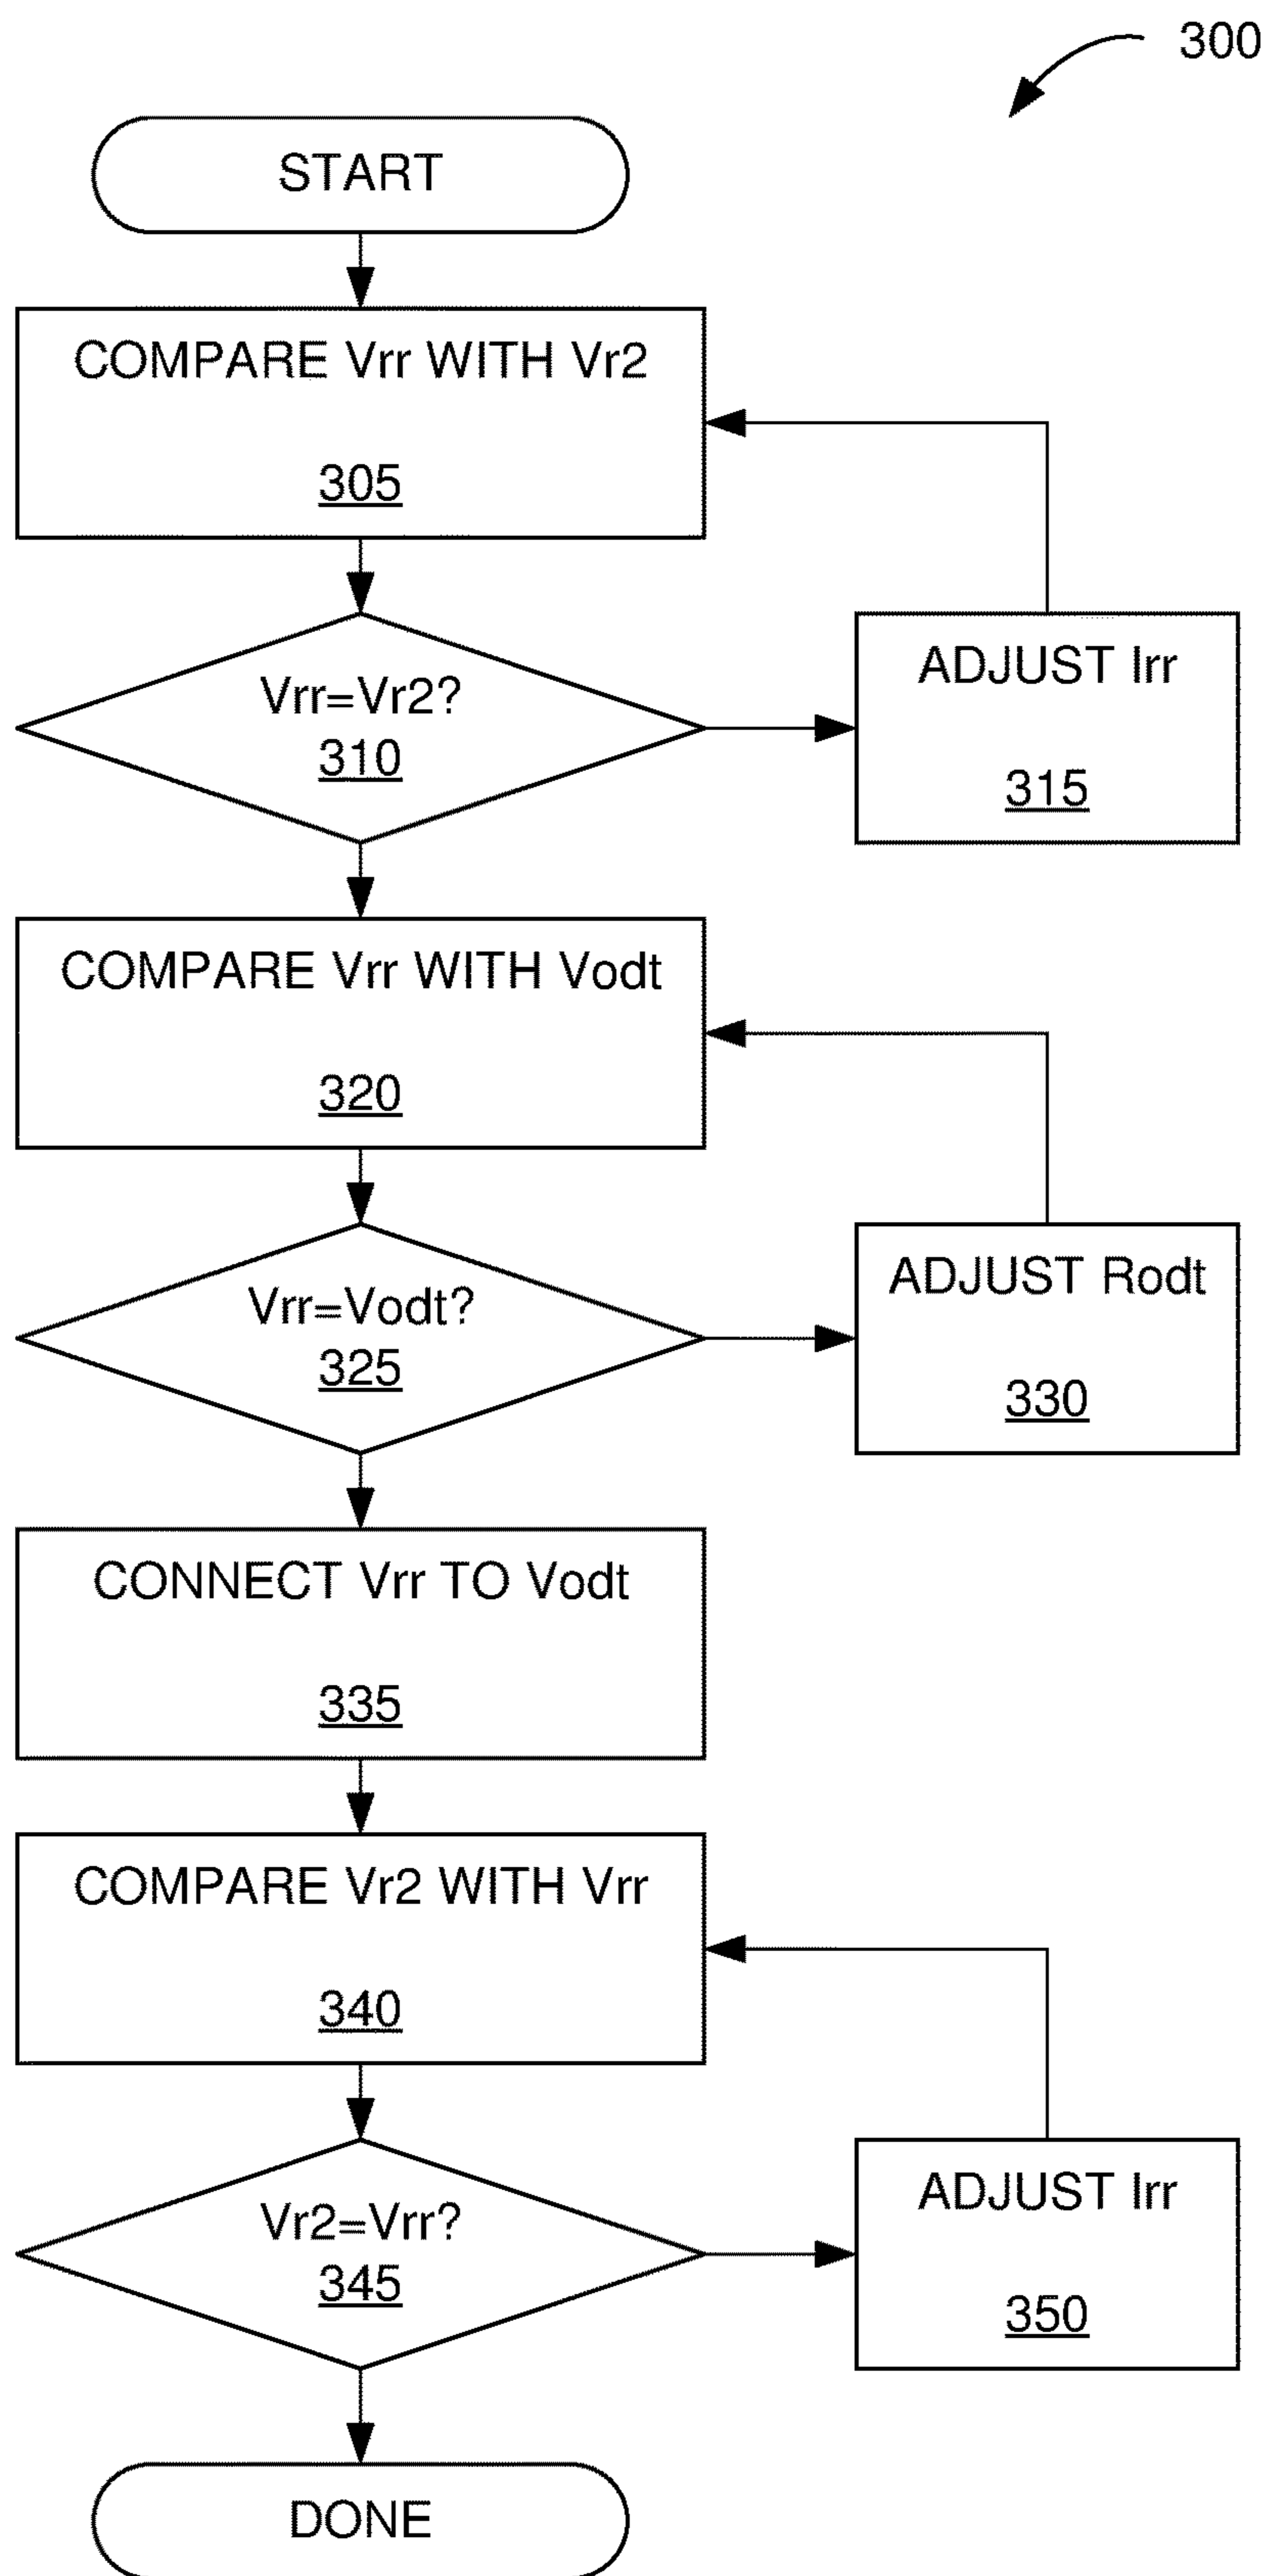 300
START
COMPARE Vrr WITH Vr2
305
Vrr=Vr2?
310
ADJUST Irr
315
COMPARE Vrr WITH Vodt
320
Vrr=Vodt?
325
ADJUST Rodt
330
CONNECT Vrr TO Vodt
335
COMPARE Vr2 WITH Vrr
340
Vr2=Vrr?
345
ADJUST Irr
350
DONE